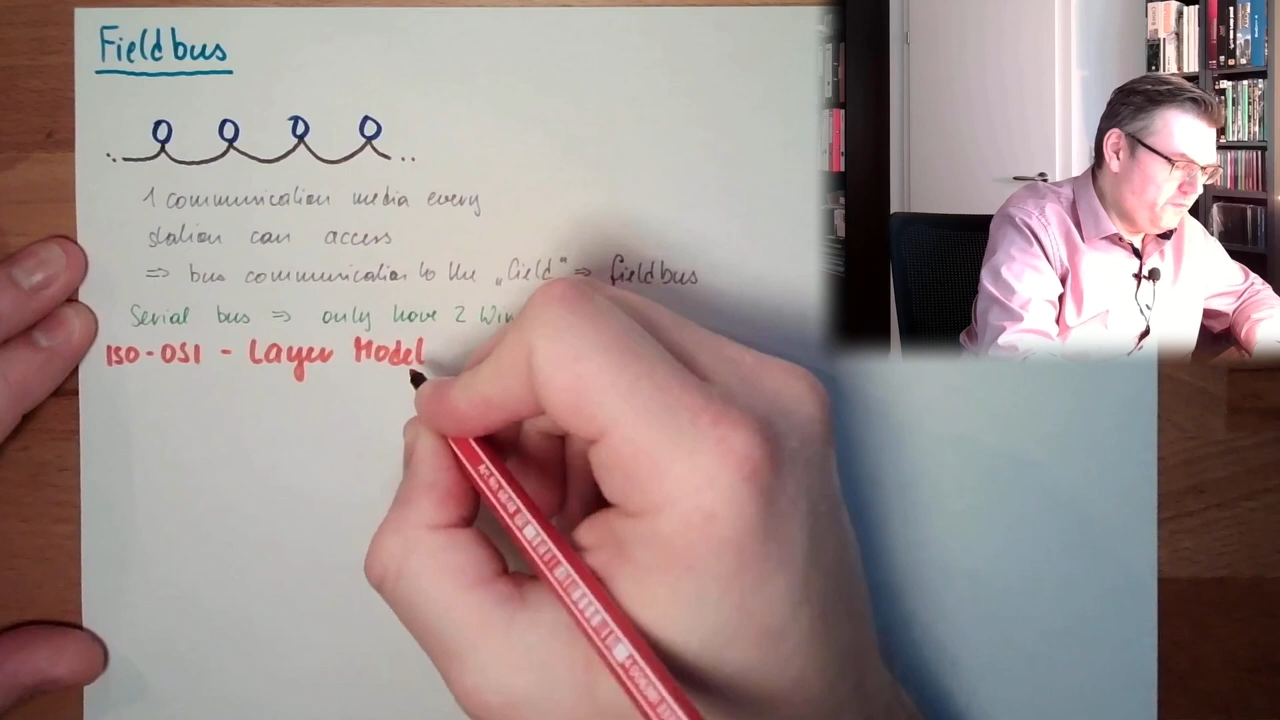 Fieldbus
1 communication media every
station can access
⇒ bus communication to the „field“ ⇒ fieldbus
Serial bus ⇒ only have 2
ISO-OSI - Layer Model